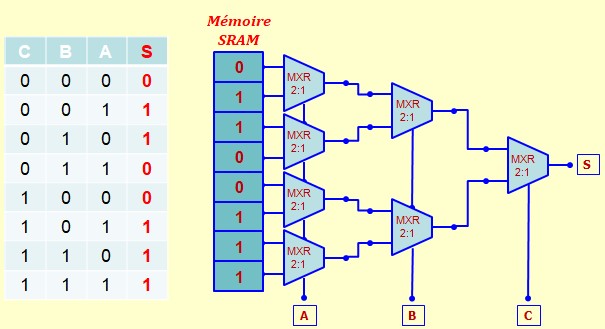 Mémoire
SRAM
C B A S
0 0 0 0
0 0 1 1
0 1 0 1
0 1 1 0
1 0 0 0
1 0 1 1
1 1 0 1
1 1 1 1
0
1
1
0
0
1
1
1
MXR
2:1
MXR
2:1
MXR
2:1
MXR
2:1
MXR
2:1
MXR
2:1
MXR
2:1
S
A B C